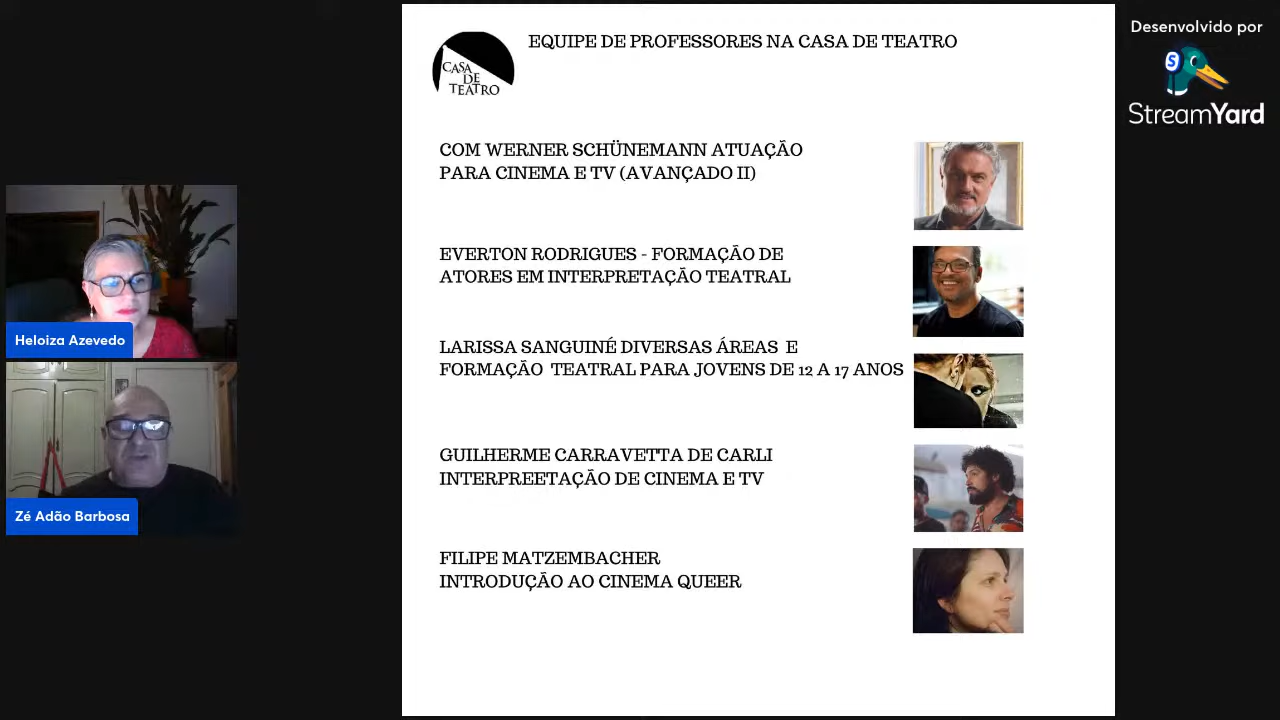 EQUIPE DE PROFESSORES NA CASA DE TEATRO
CASA
DE
TEATRO
COM WERNER SCHÜNEMANN ATUAÇÃO
PARA CINEMA E TV (AVANÇADO II)
EVERTON RODRIGUES - FORMAÇÃO DE
ATORES EM INTERPRETAÇÃO TEATRAL
LARISSA SANGUINÉ DIVERSAS ÁREAS E
FORMAÇÃO TEATRAL PARA JOVENS DE 12 A 17 ANOS
GUILHERME CARRAVETTA DE CARLI
INTERPREETAÇÃO DE CINEMA E TV
FILIPE MATZEMBACHER
INTRODUÇÃO AO CINEMA QUEER
Heloiza Azevedo
Zé Adão Barbosa
Desenvolvido por
S
StreamYard